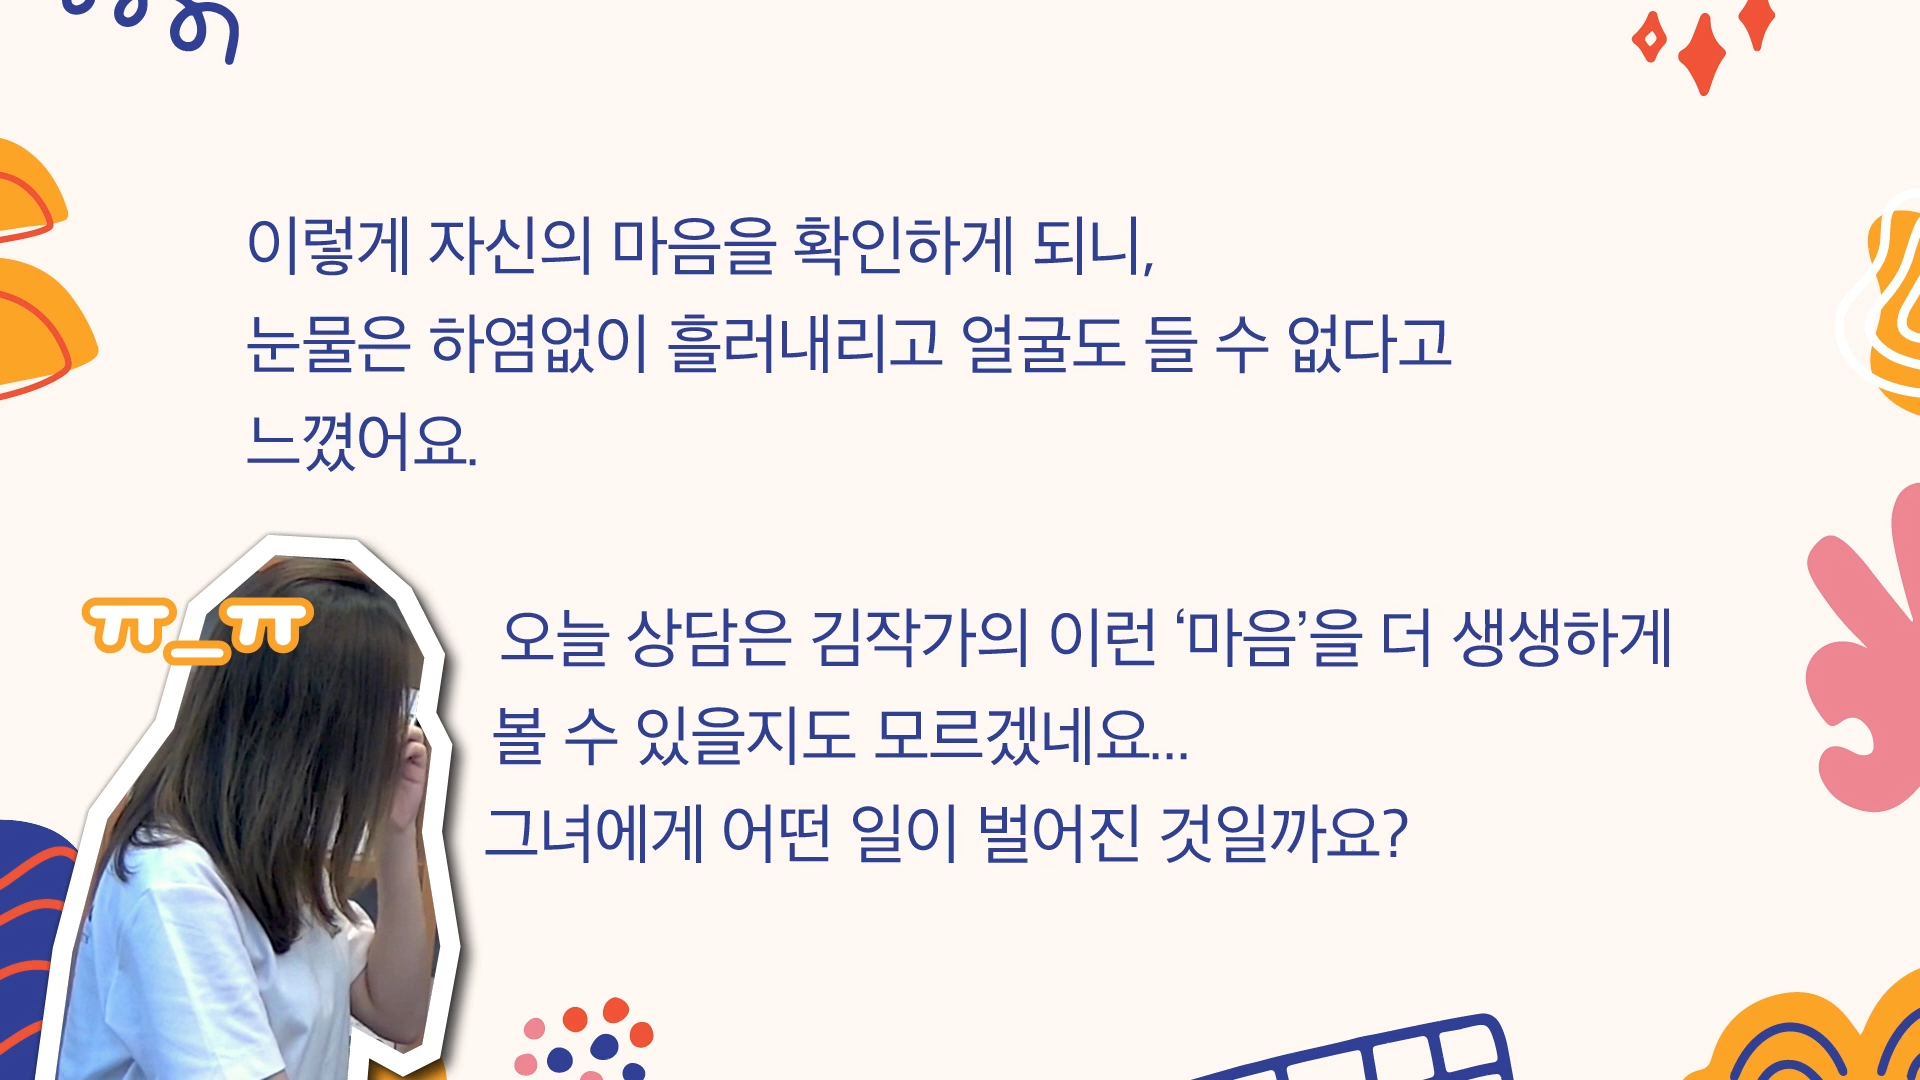 이렇게 자신의 마음을 확인하게 되니,
눈물은 하염없이 흘러내리고 얼굴도 들 수 없다고
느꼈어요.
ㅠ_ㅠ
오늘 상담은 김작가의 이런 ‘마음’을 더 생생하게
볼 수 있을지도 모르겠네요...
그녀에게 어떤 일이 벌어진 것일까요?